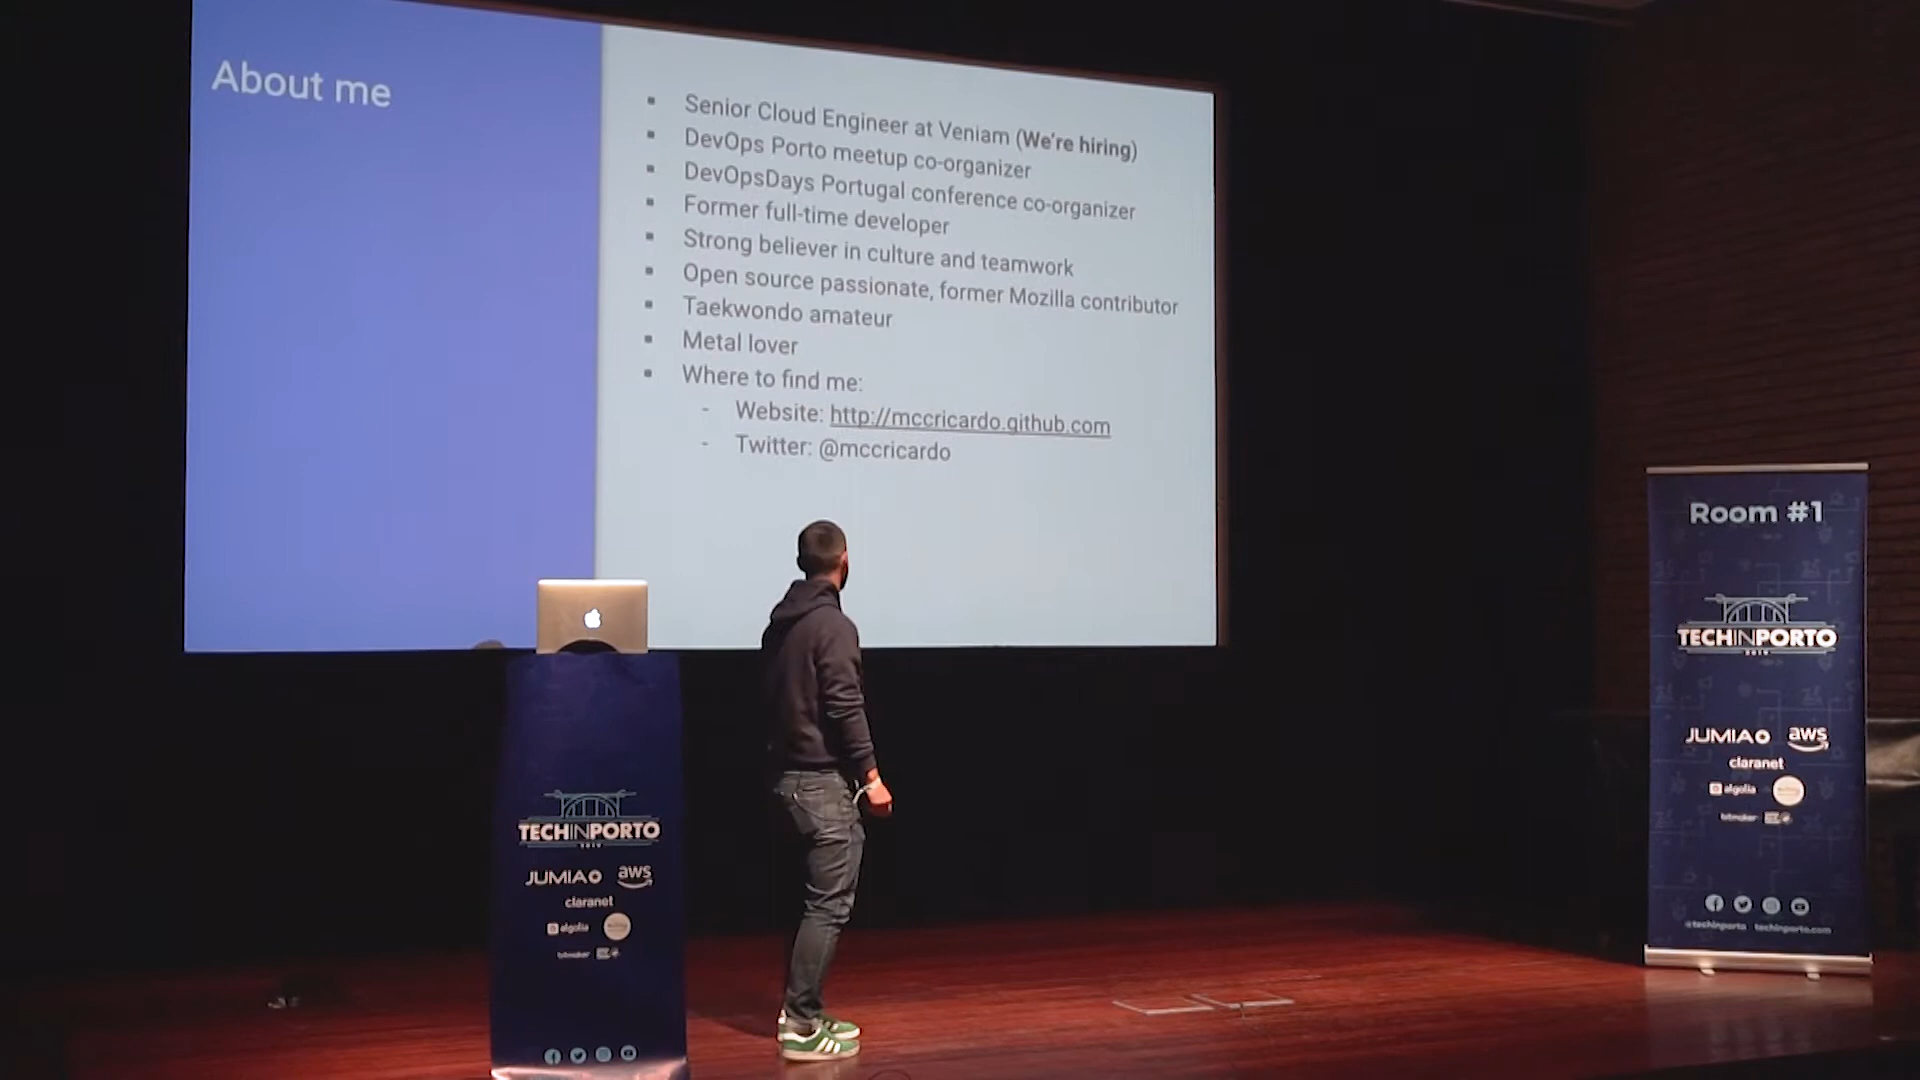 About me
Senior Cloud Engineer at Veniam (We're hiring)
DevOps Porto meetup co-organizer
DevOpsDays Portugal conference co-organizer
Former full-time developer
Strong believer in culture and teamwork
Open source passionate, former Mozilla contributor
Taekwondo amateur
Metal lover
Where to find me:
- Website: http://mccricardo.github.com
- Twitter: @mccricardo
TECHINPORTO
JUMIA aws
claranet
algolia
bitmaker
Room #1
TECHINPORTO
JUMIA aws
claranet
algolia
bitmaker
@techinporto techinporto.com